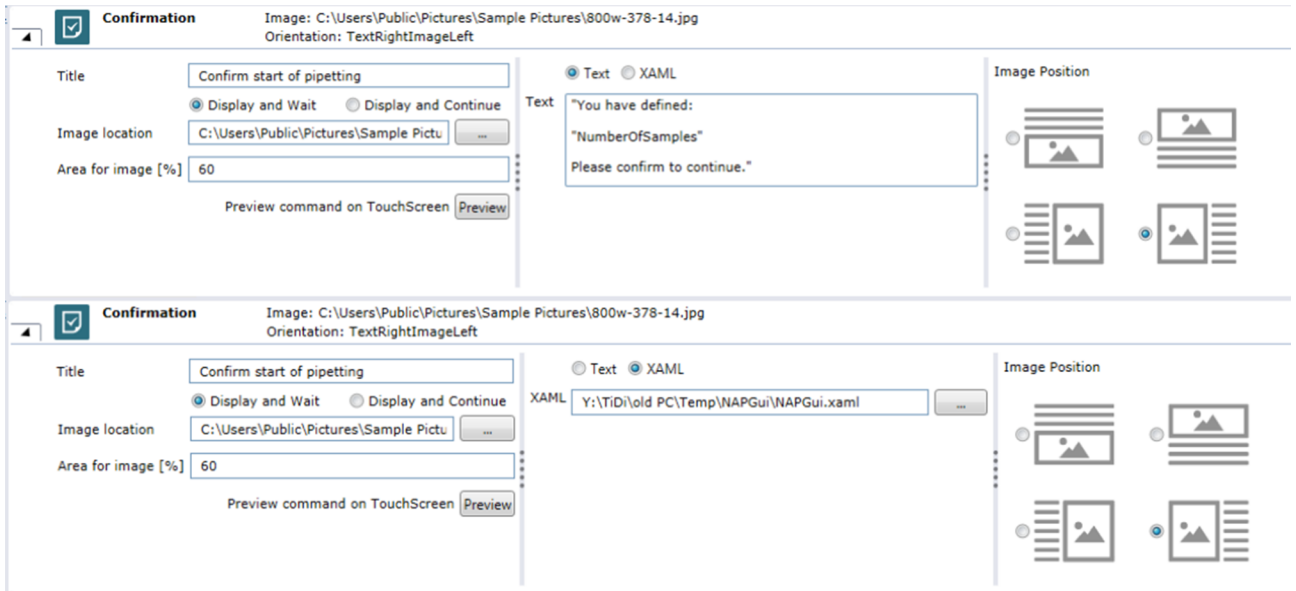 Confirmation
Image: C:\Users\Public\Pictures\Sample Pictures\800w-378-14.jpg
Orientation: TextRightImageLeft
Title
Confirm start of pipetting
Display and Wait
Display and Continue
Image location
C:\Users\Public\Pictures\Sample Pictu
...
Area for image [%]
60
Preview command on TouchScreen
Preview
Text
XAML
Text
"You have defined:
"NumberOfSamples"
Please confirm to continue."
Image Position
Confirmation
Image: C:\Users\Public\Pictures\Sample Pictures\800w-378-14.jpg
Orientation: TextRightImageLeft
Title
Confirm start of pipetting
Display and Wait
Display and Continue
Image location
C:\Users\Public\Pictures\Sample Pictu
...
Area for image [%]
60
Preview command on TouchScreen
Preview
Text
XAML
XAML
Y:\TiDi\old PC\Temp\NAPGui\NAPGui.xaml
...
Image Position